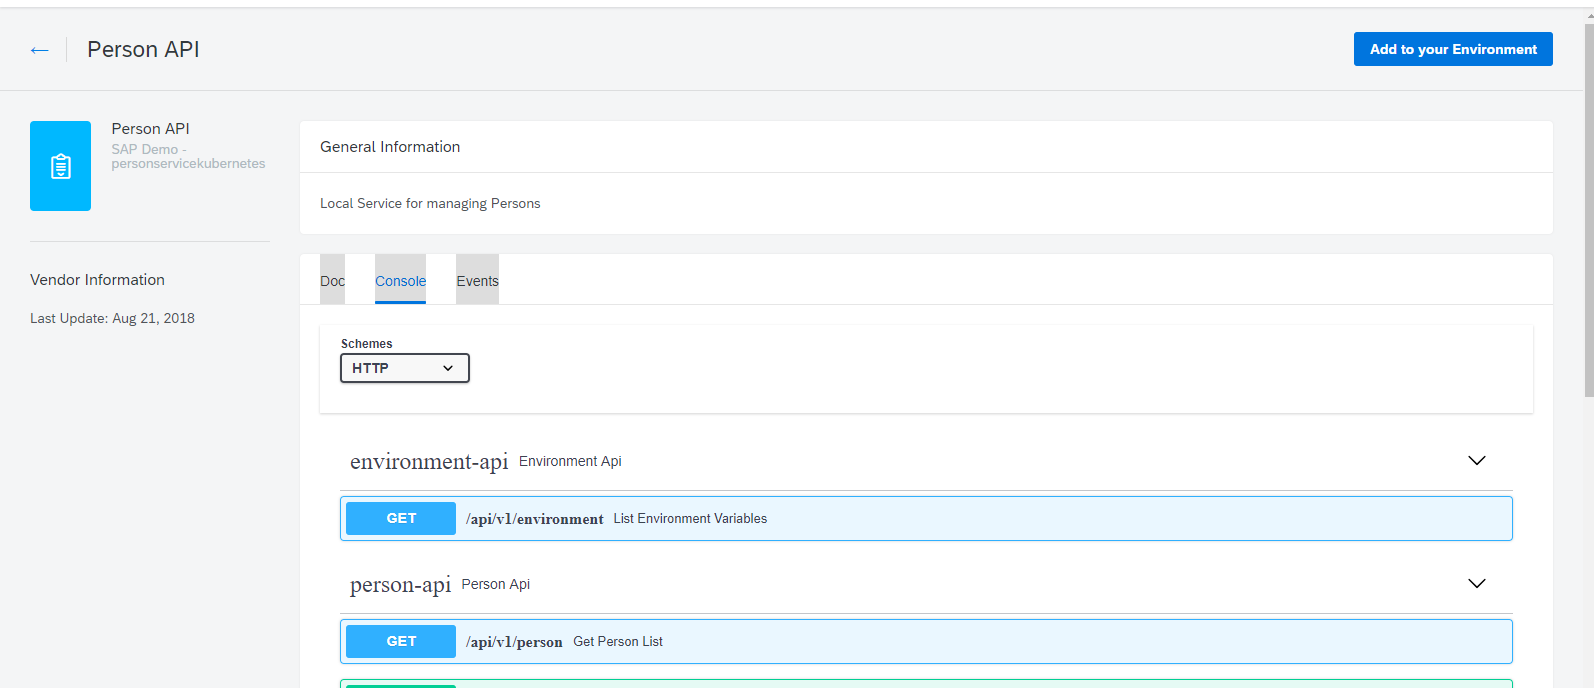 Person API
Add to your Environment
Person API
SAP Demo -
personservicekubernetes
Vendor Information
Last Update: Aug 21, 2018
General Information
Local Service for managing Persons
Doc
Console
Events
Schemes
HTTP
environment-api Environment Api
GET /api/v1/environment List Environment Variables
person-api Person Api
GET /api/v1/person Get Person List